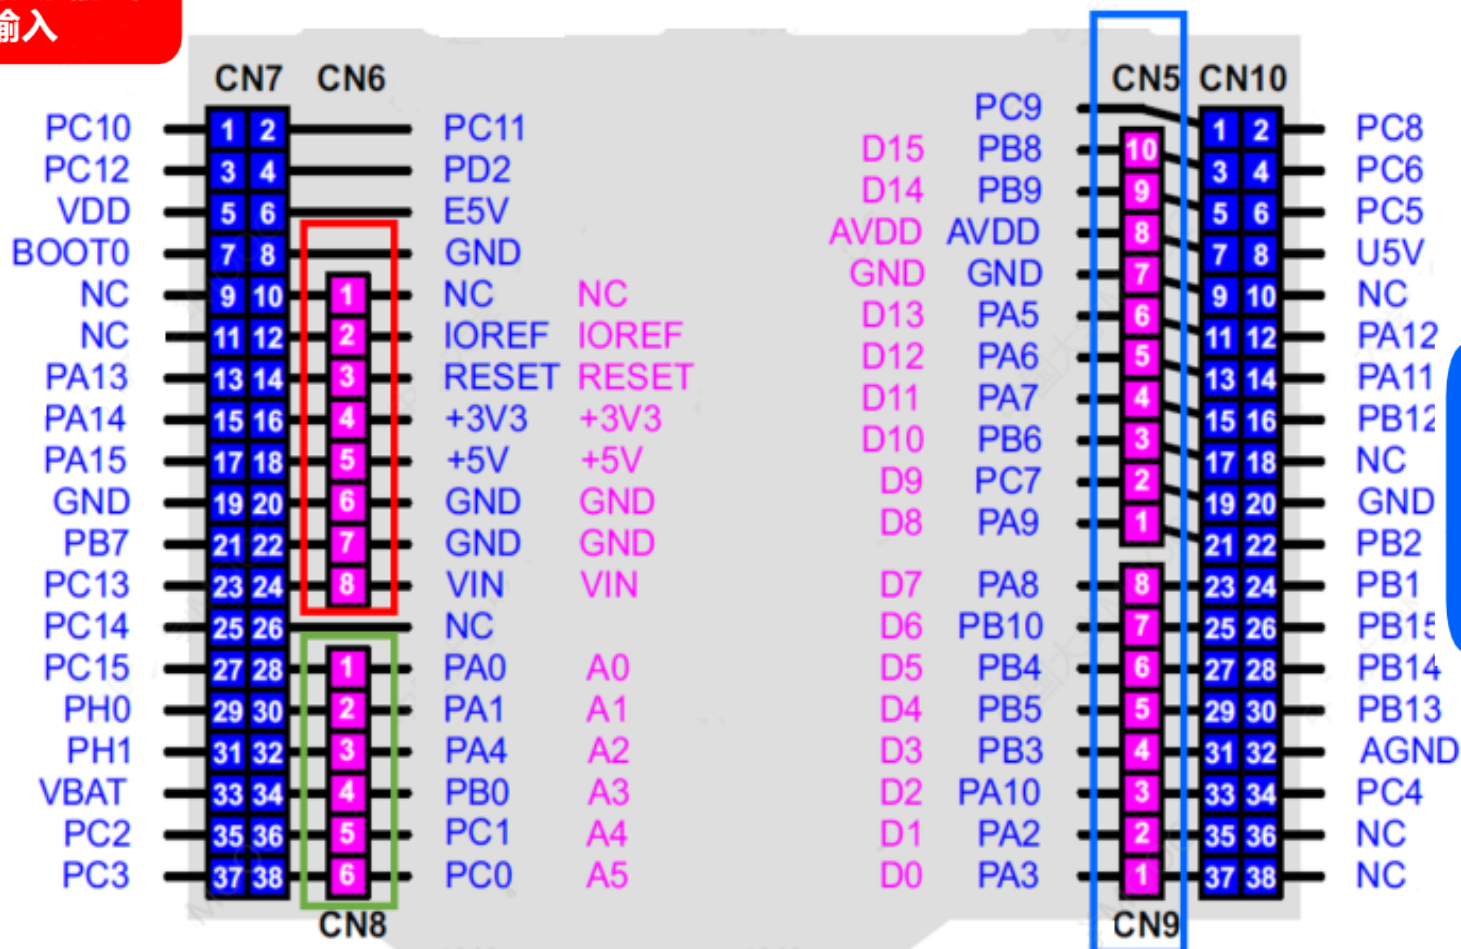 输入
CN7 CN6 CN5 CN10
PC9
PC10 1 2 PC11 1 2 PC8
D15 PB8 10
PC12 3 4 PD2 3 4 PC6
D14 PB9 9
VDD 5 6 E5V 5 6 PC5
AVDD AVDD 8
BOOT0 7 8 GND 7 8 U5V
GND GND 7
NC 9 10 1 NC NC 9 10 NC
D13 PA5 6
NC 11 12 2 IOREF IOREF 11 12 PA12
D12 PA6 5
PA13 13 14 3 RESET RESET 13 14 PA11
D11 PA7 4
PA14 15 16 4 +3V3 +3V3 15 16 PB12
D10 PB6 3
PA15 17 18 5 +5V +5V 17 18 NC
D9 PC7 2
GND 19 20 6 GND GND 19 20 GND
D8 PA9 1
PB7 21 22 7 GND GND 21 22 PB2
PC13 23 24 8 VIN VIN D7 PA8 8 23 24 PB1
PC14 25 26 NC D6 PB10 7 25 26 PB15
PC15 27 28 1 PA0 A0 D5 PB4 6 27 28 PB14
PH0 29 30 2 PA1 A1 D4 PB5 5 29 30 PB13
PH1 31 32 3 PA4 A2 D3 PB3 4 31 32 AGND
VBAT 33 34 4 PB0 A3 D2 PA10 3 33 34 PC4
PC2 35 36 5 PC1 A4 D1 PA2 2 35 36 NC
PC3 37 38 6 PC0 A5 D0 PA3 1 37 38 NC
CN8 CN9